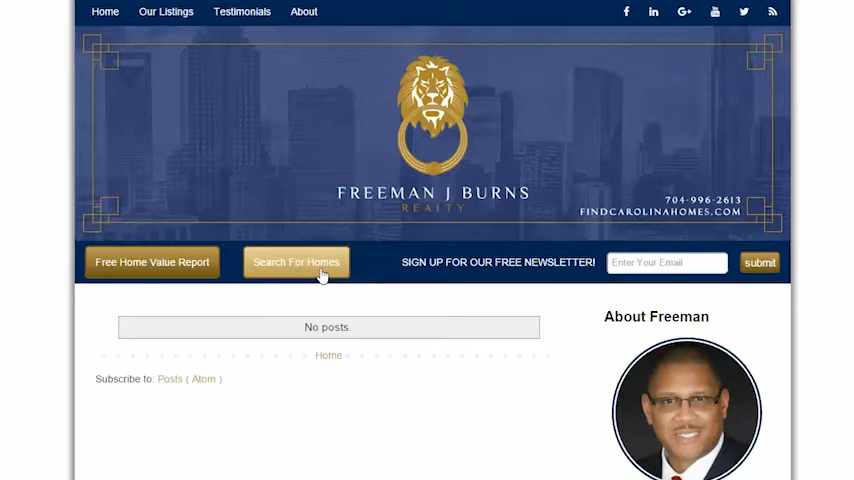 Home Our Listings Testimonials About
FREEMAN J BURNS
REALTY
704-996-2613
FINDCAROLINAHOMES.COM
Free Home Value Report Search For Homes SIGN UP FOR OUR FREE NEWSLETTER! Enter Your Email submit
About Freeman
No posts.
Home
Subscribe to: Posts ( Atom )